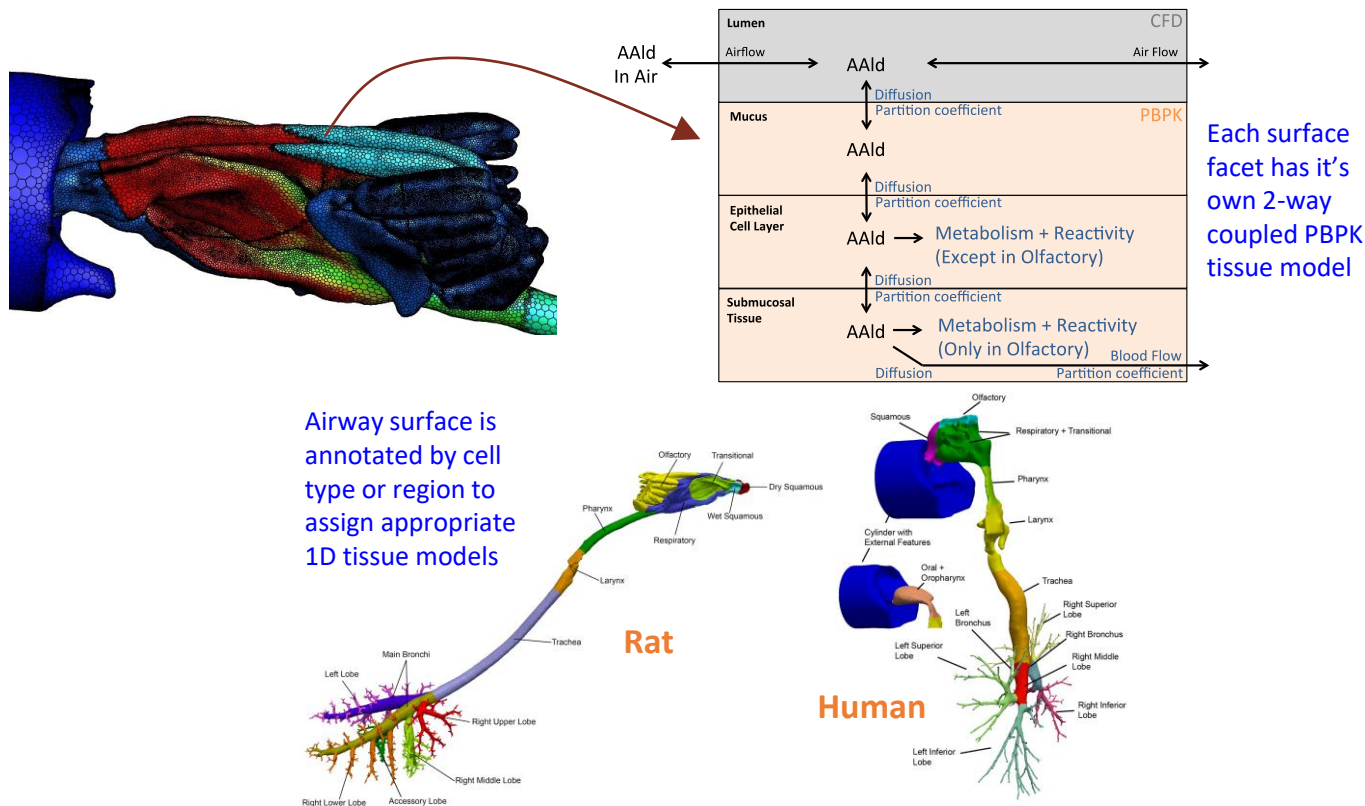 Lumen
CFD
AAld
In Air
Airflow
AAld
Air Flow
Diffusion
Partition coefficient
Mucus
PBPK
AAld
Diffusion
Partition coefficient
Epithelial
Cell Layer
AAld
Metabolism + Reactivity
(Except in Olfactory)
Diffusion
Partition coefficient
Submucosal
Tissue
AAld
Metabolism + Reactivity
(Only in Olfactory)
Blood Flow
Diffusion
Partition coefficient
Each surface
facet has it's
own 2-way
coupled PBPK
tissue model
Airway surface is
annotated by cell
type or region to
assign appropriate
1D tissue models
Olfactory
Transitional
Dry Squamous
Wet Squamous
Pharynx
Respiratory
Larynx
Trachea
Rat
Main Bronchi
Left Lobe
Right Upper Lobe
Right Middle Lobe
Accessory Lobe
Right Lower Lobe
Olfactory
Squamous
Respiratory + Transitional
Pharynx
Larynx
Cylinder with
External Features
Oral +
Oropharynx
Trachea
Left
Bronchus
Right Superior
Lobe
Right Bronchus
Left Superior
Lobe
Right Middle
Lobe
Human
Right Inferior
Lobe
Left Inferior
Lobe